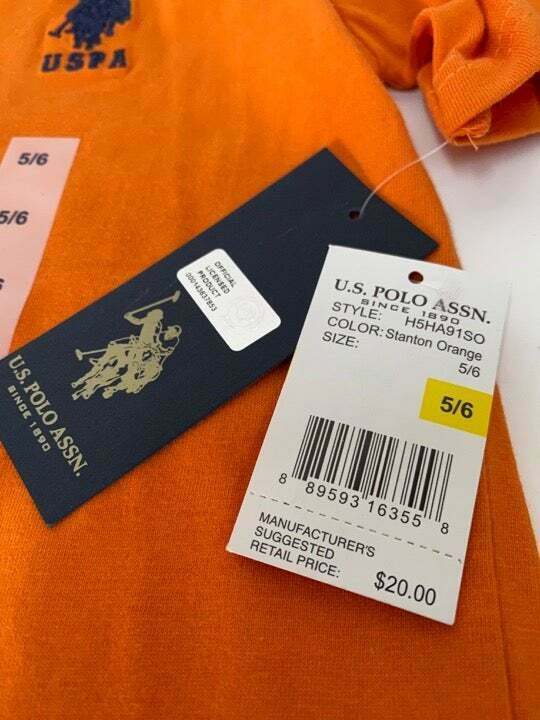 USPA
5/6
5/6
OFFICIAL
LICENSED
PRODUCT
000143637853
U.S. POLO ASSN.
SINCE 1890
U.S. POLO ASSN.
SINCE 1890
STYLE: H5HA91SO
COLOR: Stanton Orange
SIZE:
5/6
5/6
8 89593 16355 8
MANUFACTURER'S
SUGGESTED
RETAIL PRICE: $20.00